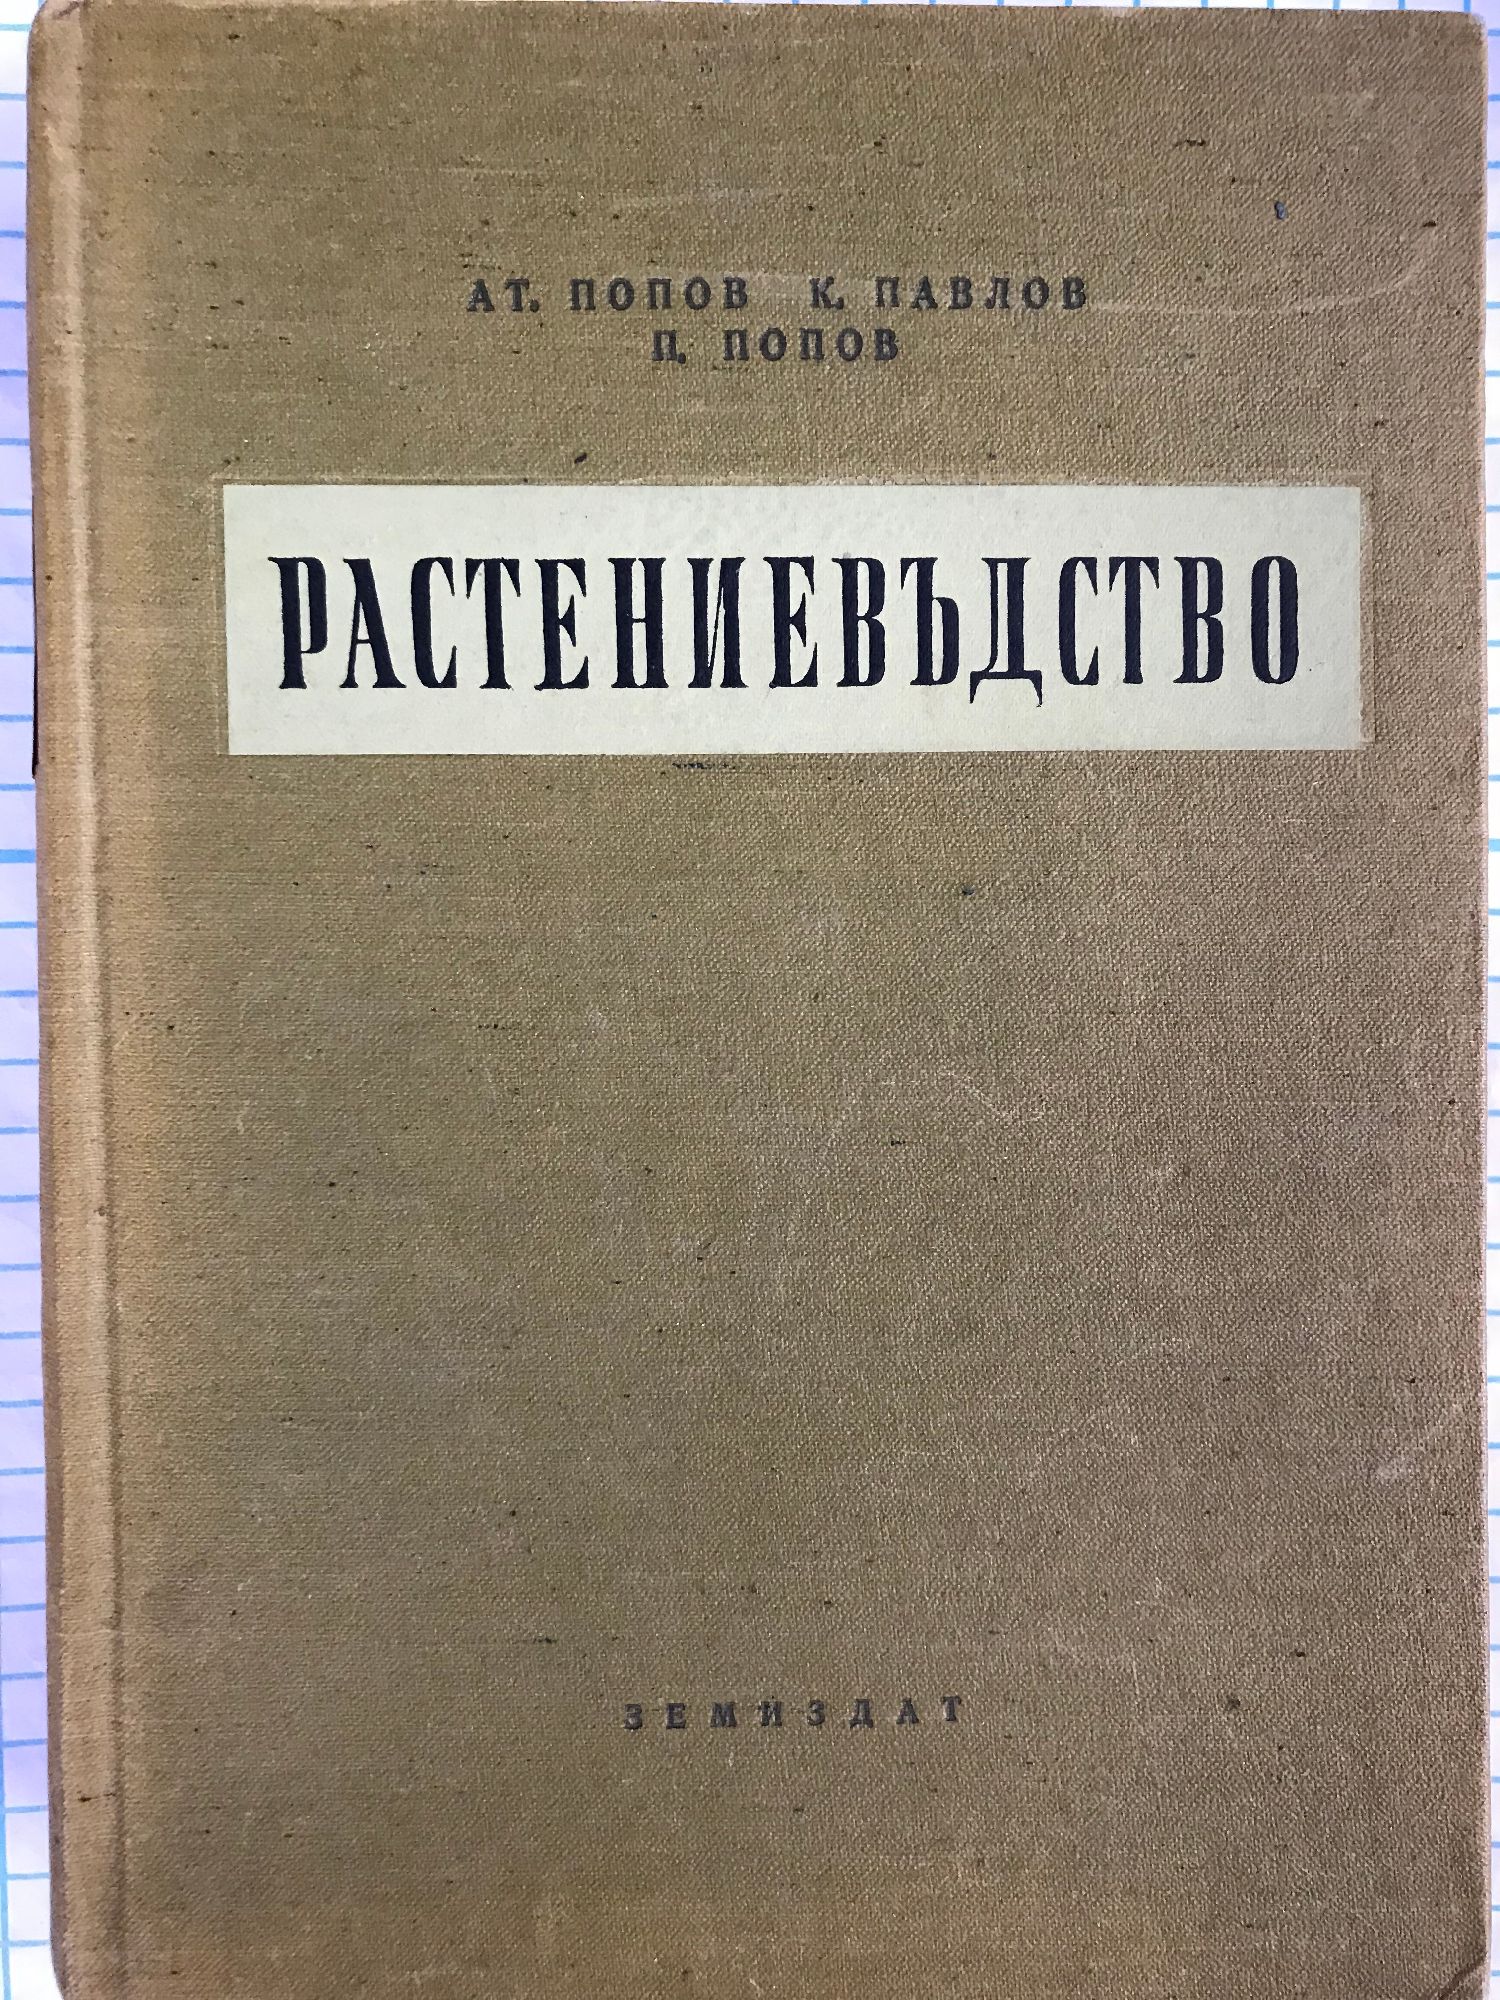 АТ. ПОПОВ К. ПАВЛОВ
П. ПОПОВ
РАСТЕНИЕВЪДСТВО
ЗЕМИЗДАТ